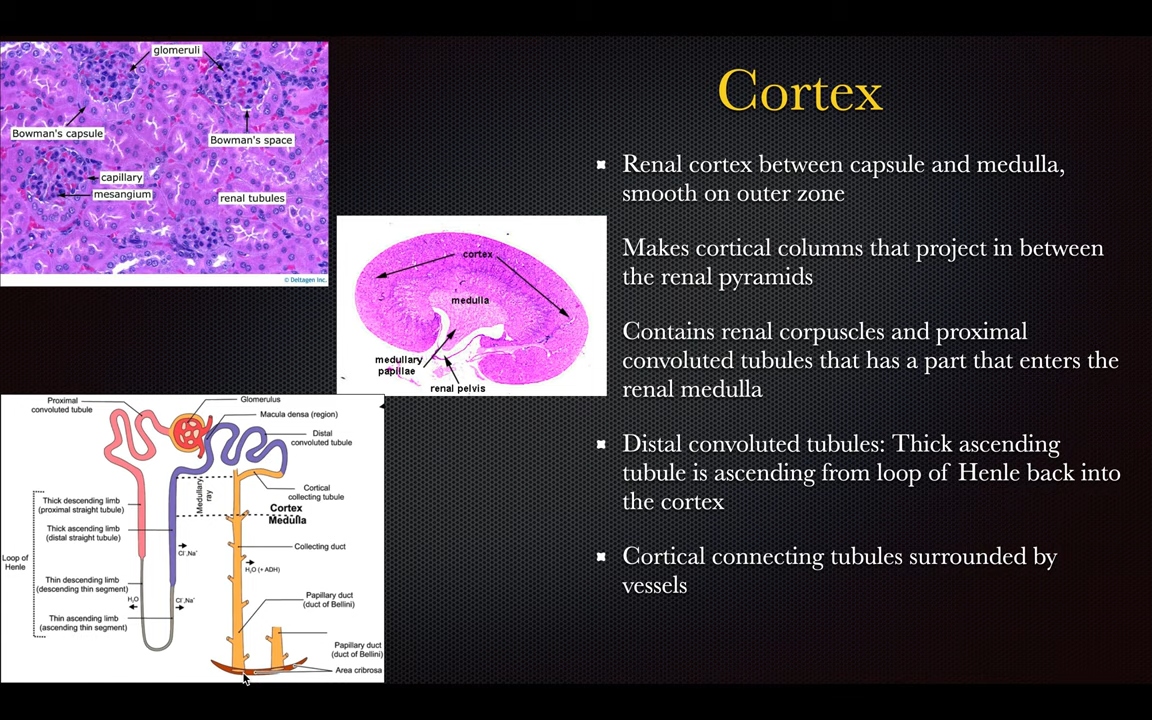 glomeruli
Bowman's capsule
Bowman's space
capillary
mesangium
renal tubules
© Deltagen Inc.
cortex
medulla
medullary
papillae
renal pelvis
Proximal
convoluted tubule
Glomerulus
Macula densa (region)
Distal
convoluted tubule
Medullary
ray
Cortical
collecting tubule
Cortex
Medulla
Thick descending limb
(proximal straight tubule)
Thick ascending limb
(distal straight tubule)
Cl⁻,Na⁺
Collecting duct
H₂O (+ ADH)
Loop of
Henle
Thin descending limb
(descending thin segment)
H₂O
Cl⁻,Na⁺
Papillary duct
(duct of Bellini)
Thin ascending limb
(ascending thin segment)
Papillary duct
(duct of Bellini)
Area cribrosa
Cortex
Renal cortex between capsule and medulla,
smooth on outer zone
Makes cortical columns that project in between
the renal pyramids
Contains renal corpuscles and proximal
convoluted tubules that has a part that enters the
renal medulla
Distal convoluted tubules: Thick ascending
tubule is ascending from loop of Henle back into
the cortex
Cortical connecting tubules surrounded by
vessels